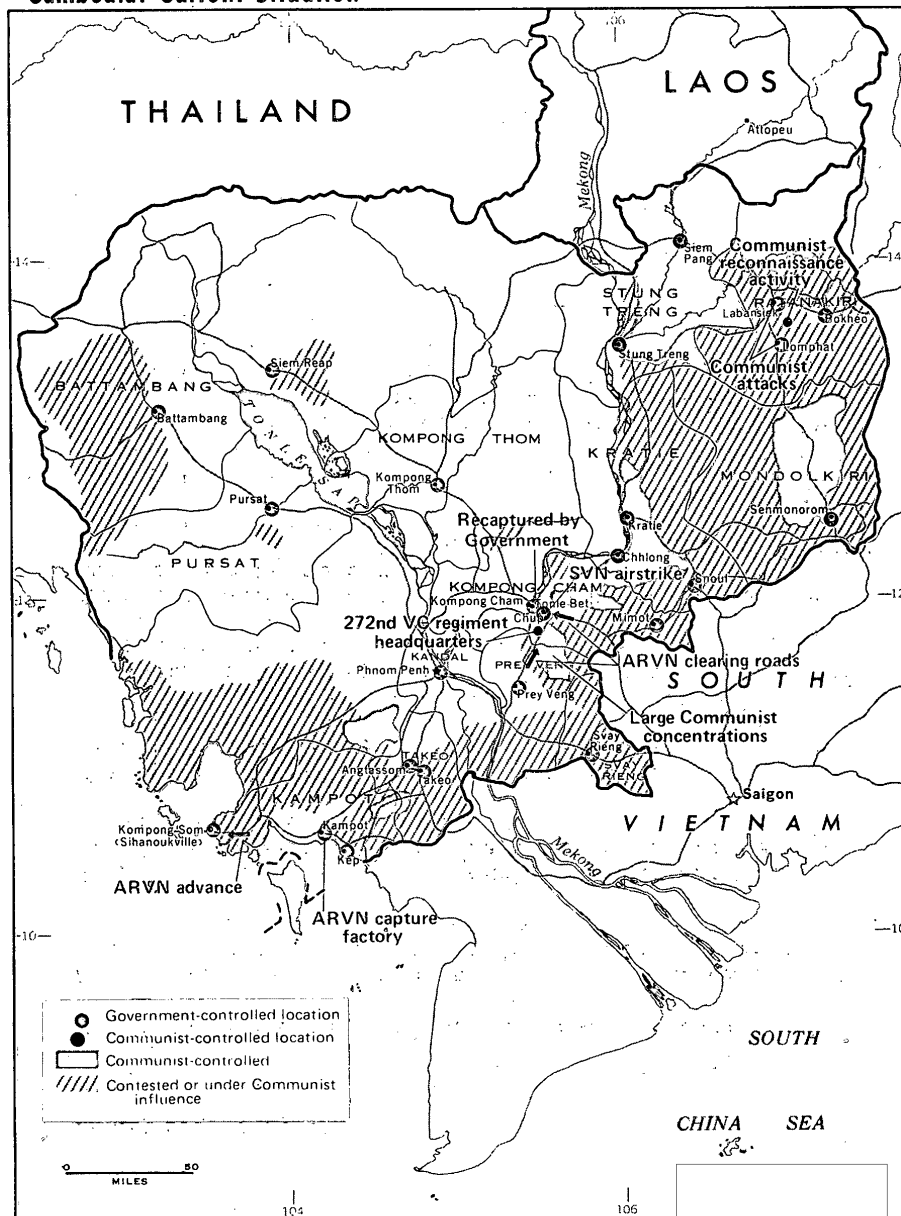 Cambodia: Current Situation
106
THAILAND
LAOS
Attopeu
Mekong
14
14
Siem
Pang
Communist
reconnaissance
activity
STUNG
TRENG
RATANAKIRI
Labansiek
Bokheo
Lomphat
Stung Treng
Communist
attacks
Siem Reap
BATTAMBANG
Battambang
TONLE SAP
KOMPONG THOM
Kompong
Thom
KRATIE
MONDOLKIRI
Senmonorom
Pursat
PURSAT
Recaptured by
Government
Kratie
Chhlong
SVN airstrike
Snoul
12
KOMPONG CHAM
Kompong Cham
Tonle Bet
Chup
Mimot
272nd VC regiment
headquarters
KANDAL
Phnom Penh
PREY VENG
Prey Veng
ARVN clearing roads
SOUTH
Large Communist
concentrations
Svay
Rieng
SVAY
RIENG
TAKEO
Angtassom
Takeo
KAMPOT
Saigon
VIETNAM
Kompong Som
(Sihanoukville)
Kampot
Kep
Mekong
ARVN advance
ARVN capture
factory
10
10
Government-controlled location
Communist-controlled location
Communist-controlled
Contested or under Communist
influence
SOUTH
CHINA SEA
0 50
MILES
104
106